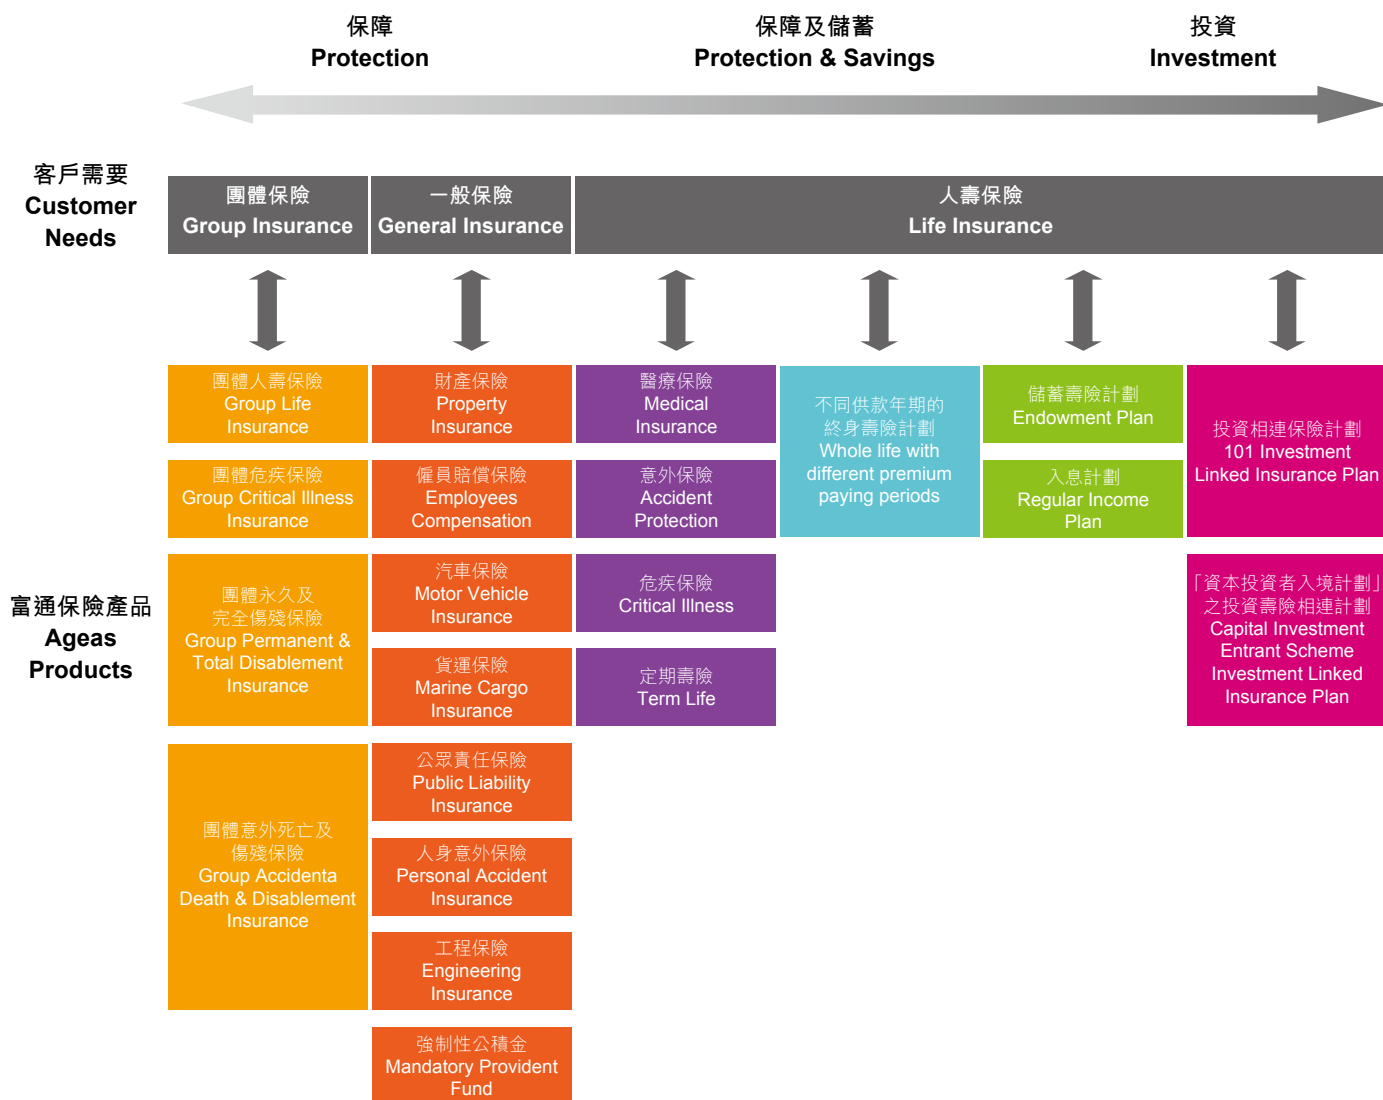 保障
Protection
保障及儲蓄
Protection & Savings
投資
Investment
客戶需要
Customer
Needs
團體保險
Group Insurance
一般保險
General Insurance
人壽保險
Life Insurance
富通保險產品
Ageas
Products
團體人壽保險
Group Life
Insurance
團體危疾保險
Group Critical Illness
Insurance
團體永久及
完全傷殘保險
Group Permanent &
Total Disablement
Insurance
團體意外死亡及
傷殘保險
Group Accidenta
Death & Disablement
Insurance
財產保險
Property
Insurance
僱員賠償保險
Employees
Compensation
汽車保險
Motor Vehicle
Insurance
貨運保險
Marine Cargo
Insurance
公眾責任保險
Public Liability
Insurance
人身意外保險
Personal Accident
Insurance
工程保險
Engineering
Insurance
強制性公積金
Mandatory Provident
Fund
醫療保險
Medical
Insurance
意外保險
Accident
Protection
危疾保險
Critical Illness
定期壽險
Term Life
不同供款年期的
終身壽險計劃
Whole life with
different premium
paying periods
儲蓄壽險計劃
Endowment Plan
入息計劃
Regular Income
Plan
投資相連保險計劃
101 Investment
Linked Insurance Plan
「資本投資者入境計劃」
之投資壽險相連計劃
Capital Investment
Entrant Scheme
Investment Linked
Insurance Plan